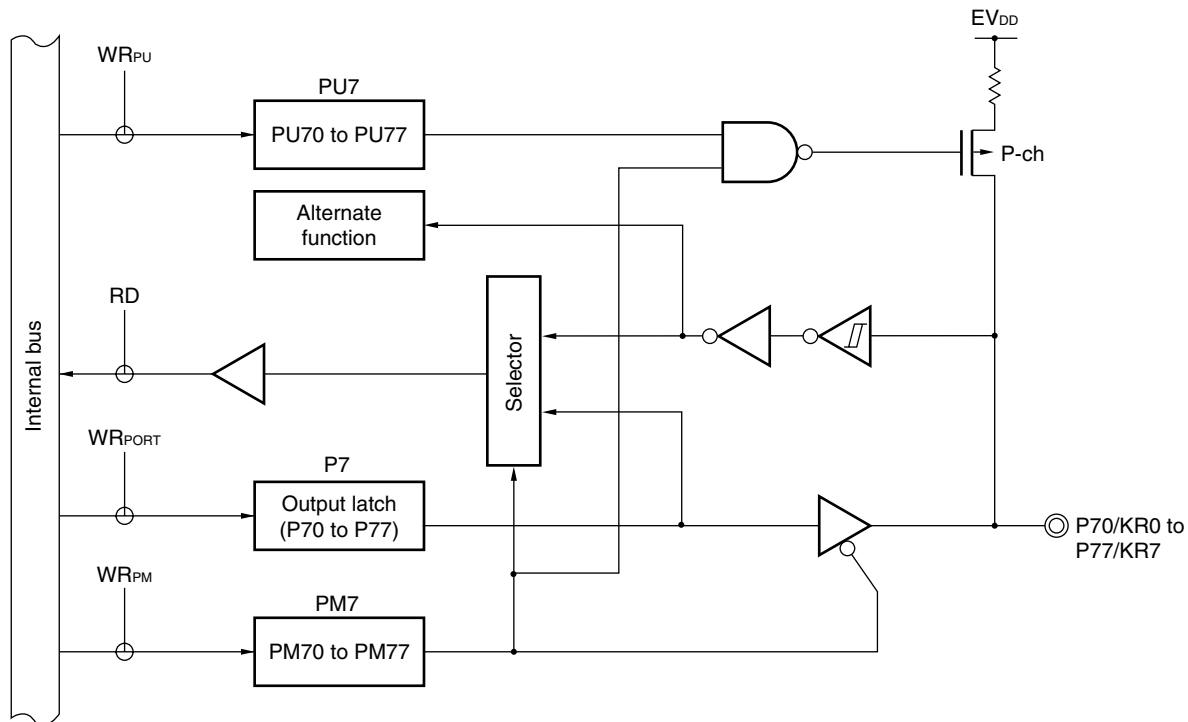 EVDD
WRPU
PU7
PU70 to PU77
P-ch
Alternate
function
RD
Selector
Internal bus
WRPORT
P7
Output latch
(P70 to P77)
P70/KR0 to
P77/KR7
WRPM
PM7
PM70 to PM77